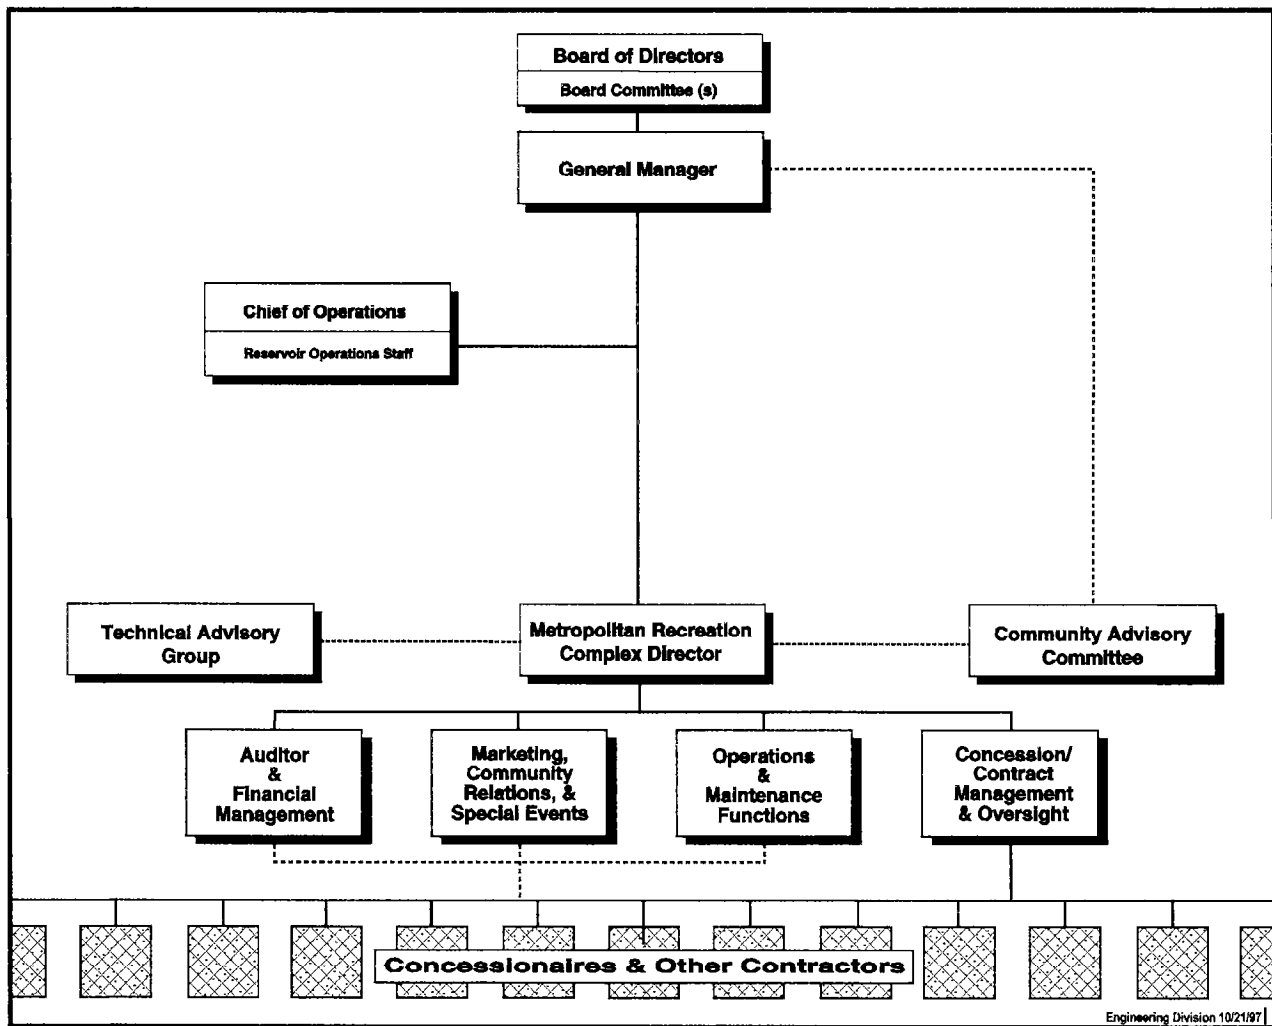 Board of Directors
Board Committee (s)
General Manager
Chief of Operations
Reservoir Operations Staff
Technical Advisory
Group
Metropolitan Recreation
Complex Director
Community Advisory
Committee
Auditor
&
Financial
Management
Marketing,
Community
Relations, &
Special Events
Operations
&
Maintenance
Functions
Concession/
Contract
Management
& Oversight
Concessionaires & Other Contractors
Engineering Division 10/21/97